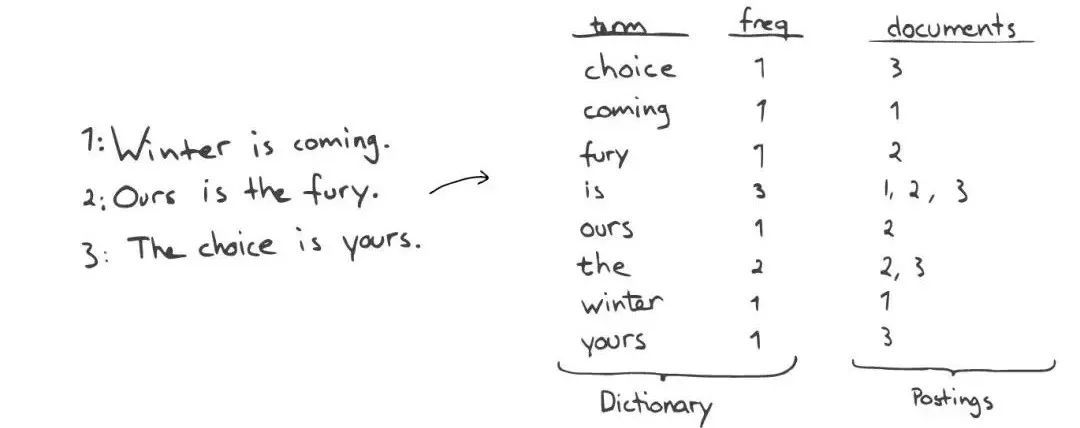 1: Winter is coming.
2: Ours is the fury.
3: The choice is yours.
term freq documents
choice 1 3
coming 1 1
fury 1 2
is 3 1, 2, 3
ours 1 2
the 2 2, 3
winter 1 1
yours 1 3
Dictionary Postings